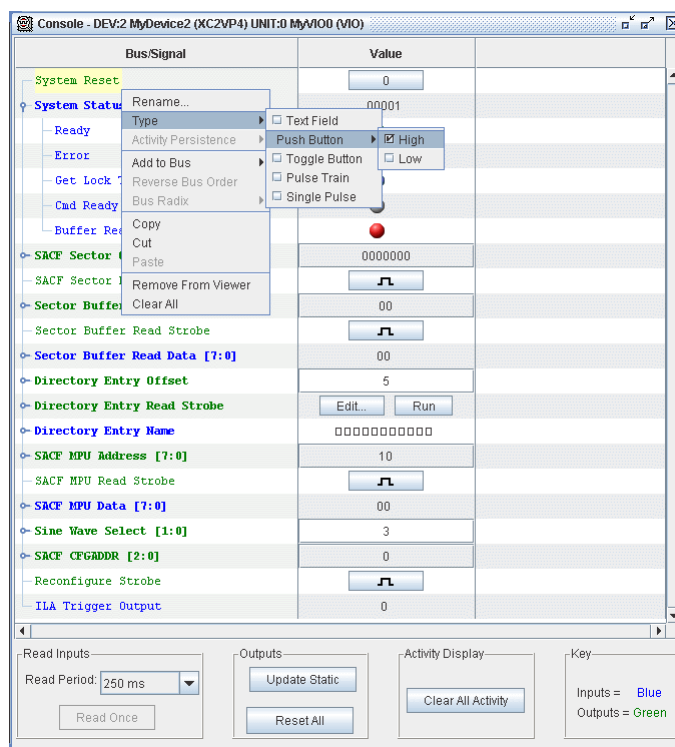 Console - DEV:2 MyDevice2 (XC2VP4) UNIT:0 MyVIO0 (VIO)
Bus/Signal Value
System Reset 0
System Status 00001
Rename...
Type
Activity Persistence
Add to Bus
Reverse Bus Order
Bus Radix
Copy
Cut
Paste
Remove From Viewer
Clear All
Text Field
Push Button
Toggle Button
Pulse Train
Single Pulse
High
Low
Ready
Error
Get Lock
Cmd Ready
Buffer
SACF Sector 0000000
SACF Sector
Sector Buffer 00
Sector Buffer Read Strobe
Sector Buffer Read Data [7:0] 00
Directory Entry Offset 5
Directory Entry Read Strobe Edit... Run
Directory Entry Name
SACF MPU Address [7:0] 10
SACF MPU Read Strobe
SACF MPU Data [7:0] 00
Sine Wave Select [1:0] 3
SACF CFGADDR [2:0] 0
Reconfigure Strobe
ILA Trigger Output 0
Read Inputs
Read Period: 250 ms
Read Once
Outputs
Update Static
Reset All
Activity Display
Clear All Activity
Key
Inputs = Blue
Outputs = Green